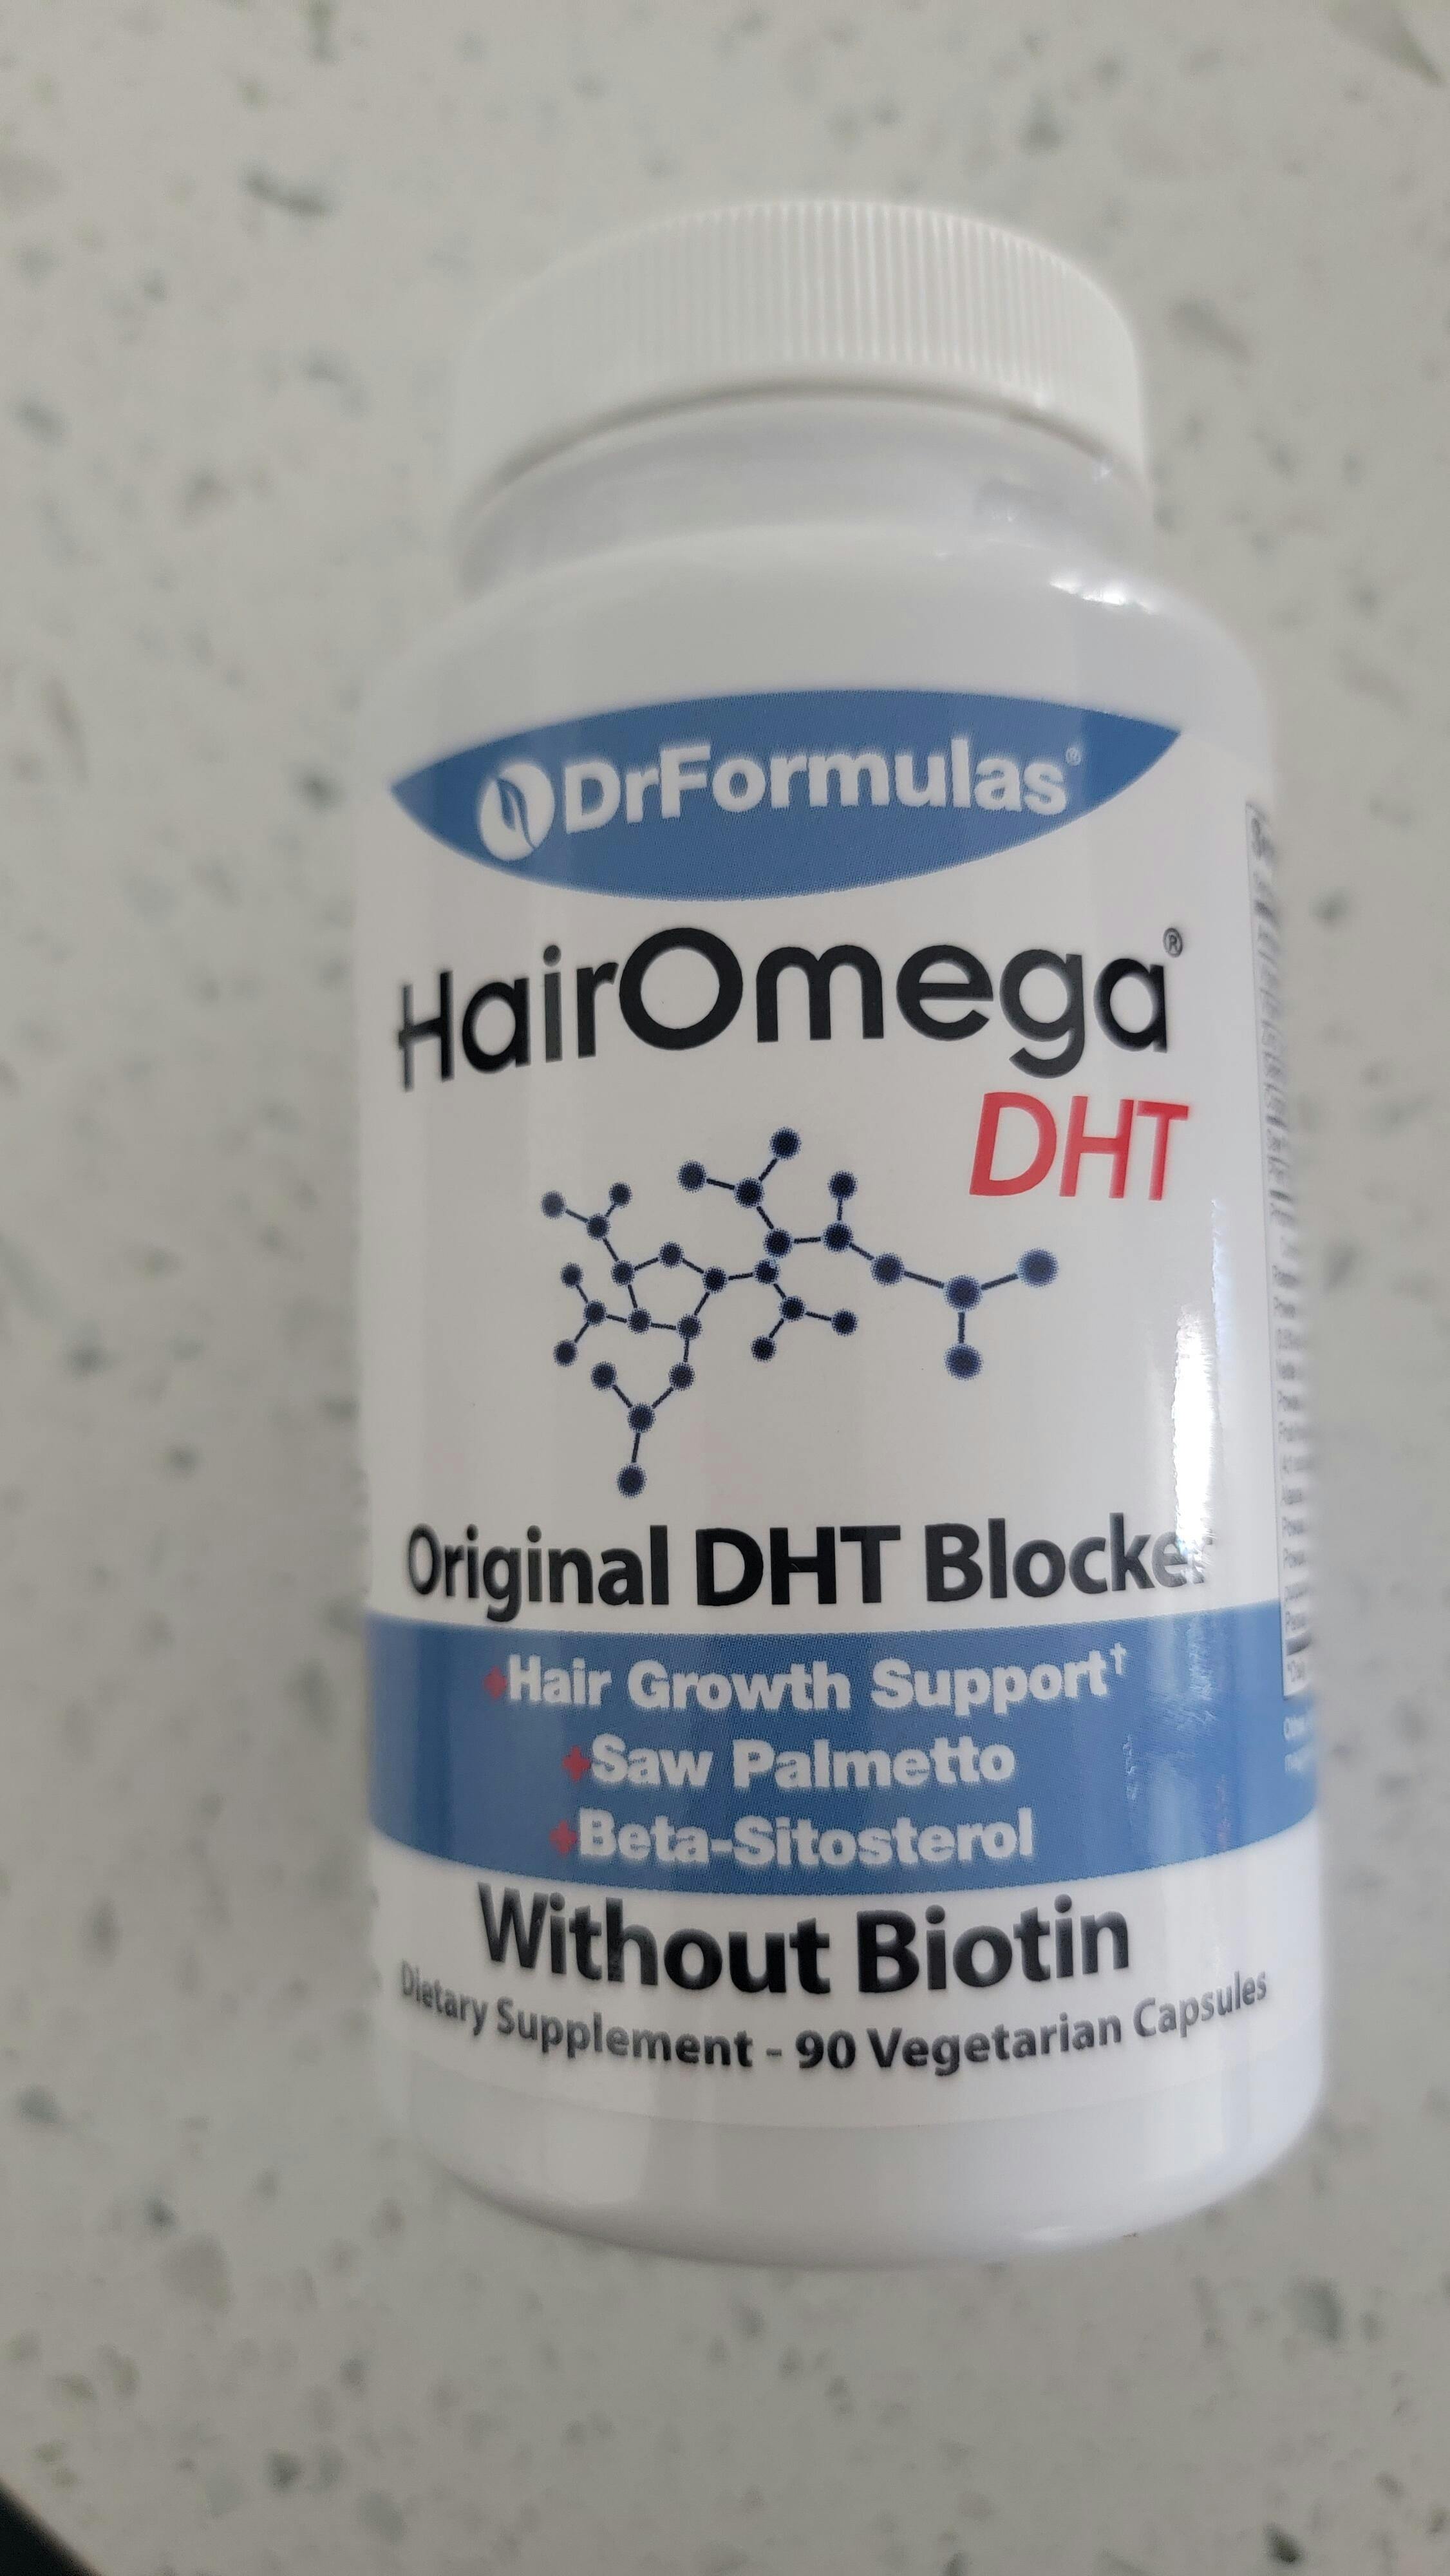 DrFormulas®
HairOmega®
DHT
Original DHT Blocker
+Hair Growth Support†
+Saw Palmetto
+Beta-Sitosterol
Without Biotin
Dietary Supplement - 90 Vegetarian Capsules